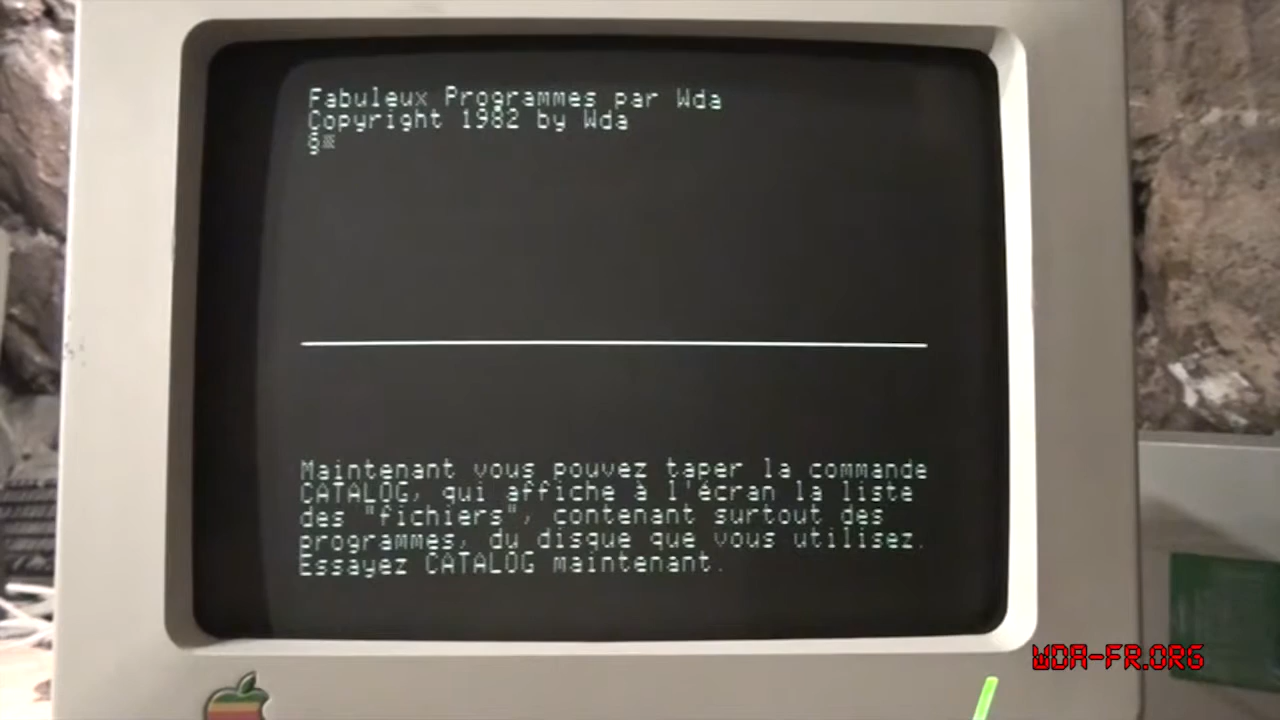 Fabuleux Programmes par Wda
Copyright 1982 by Wda
§
Maintenant vous pouvez taper la commande
CATALOG, qui affiche à l'écran la liste
des "fichiers", contenant surtout des
programmes, du disque que vous utilisez.
Essayez CATALOG maintenant.
WDA-FR.ORG